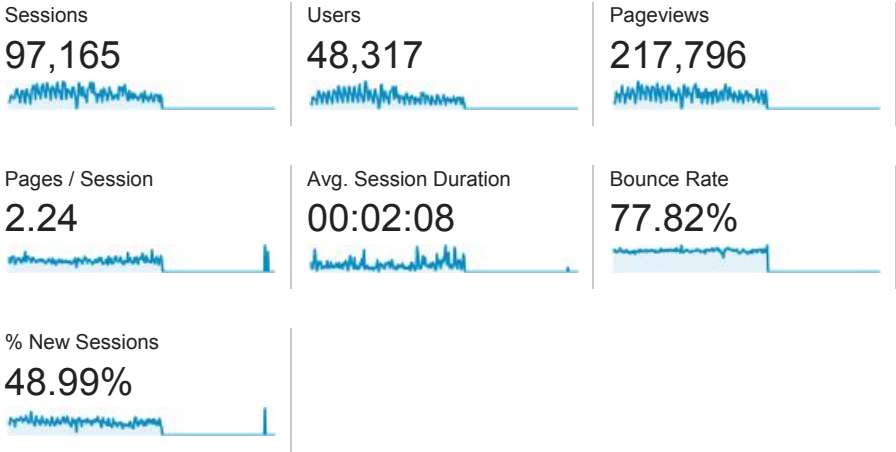 Sessions
97,165
Users
48,317
Pageviews
217,796
Pages / Session
2.24
Avg. Session Duration
00:02:08
Bounce Rate
77.82%
% New Sessions
48.99%